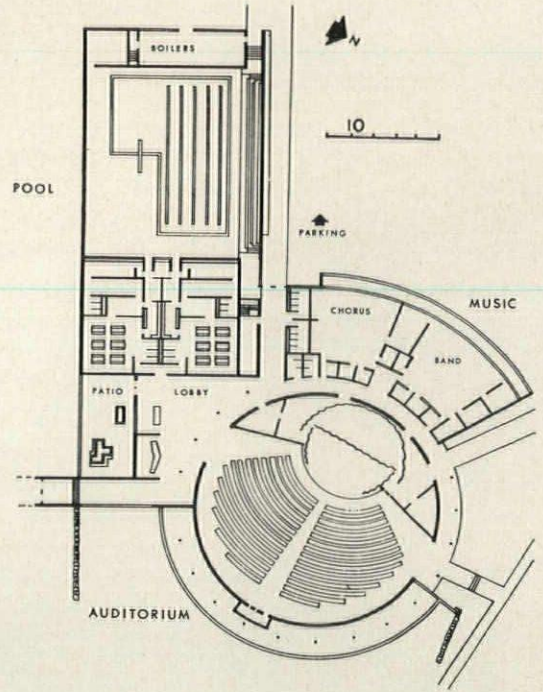 BOILERS
N
10
POOL
PARKING
CHORUS
MUSIC
BAND
PATIO
LOBBY
AUDITORIUM